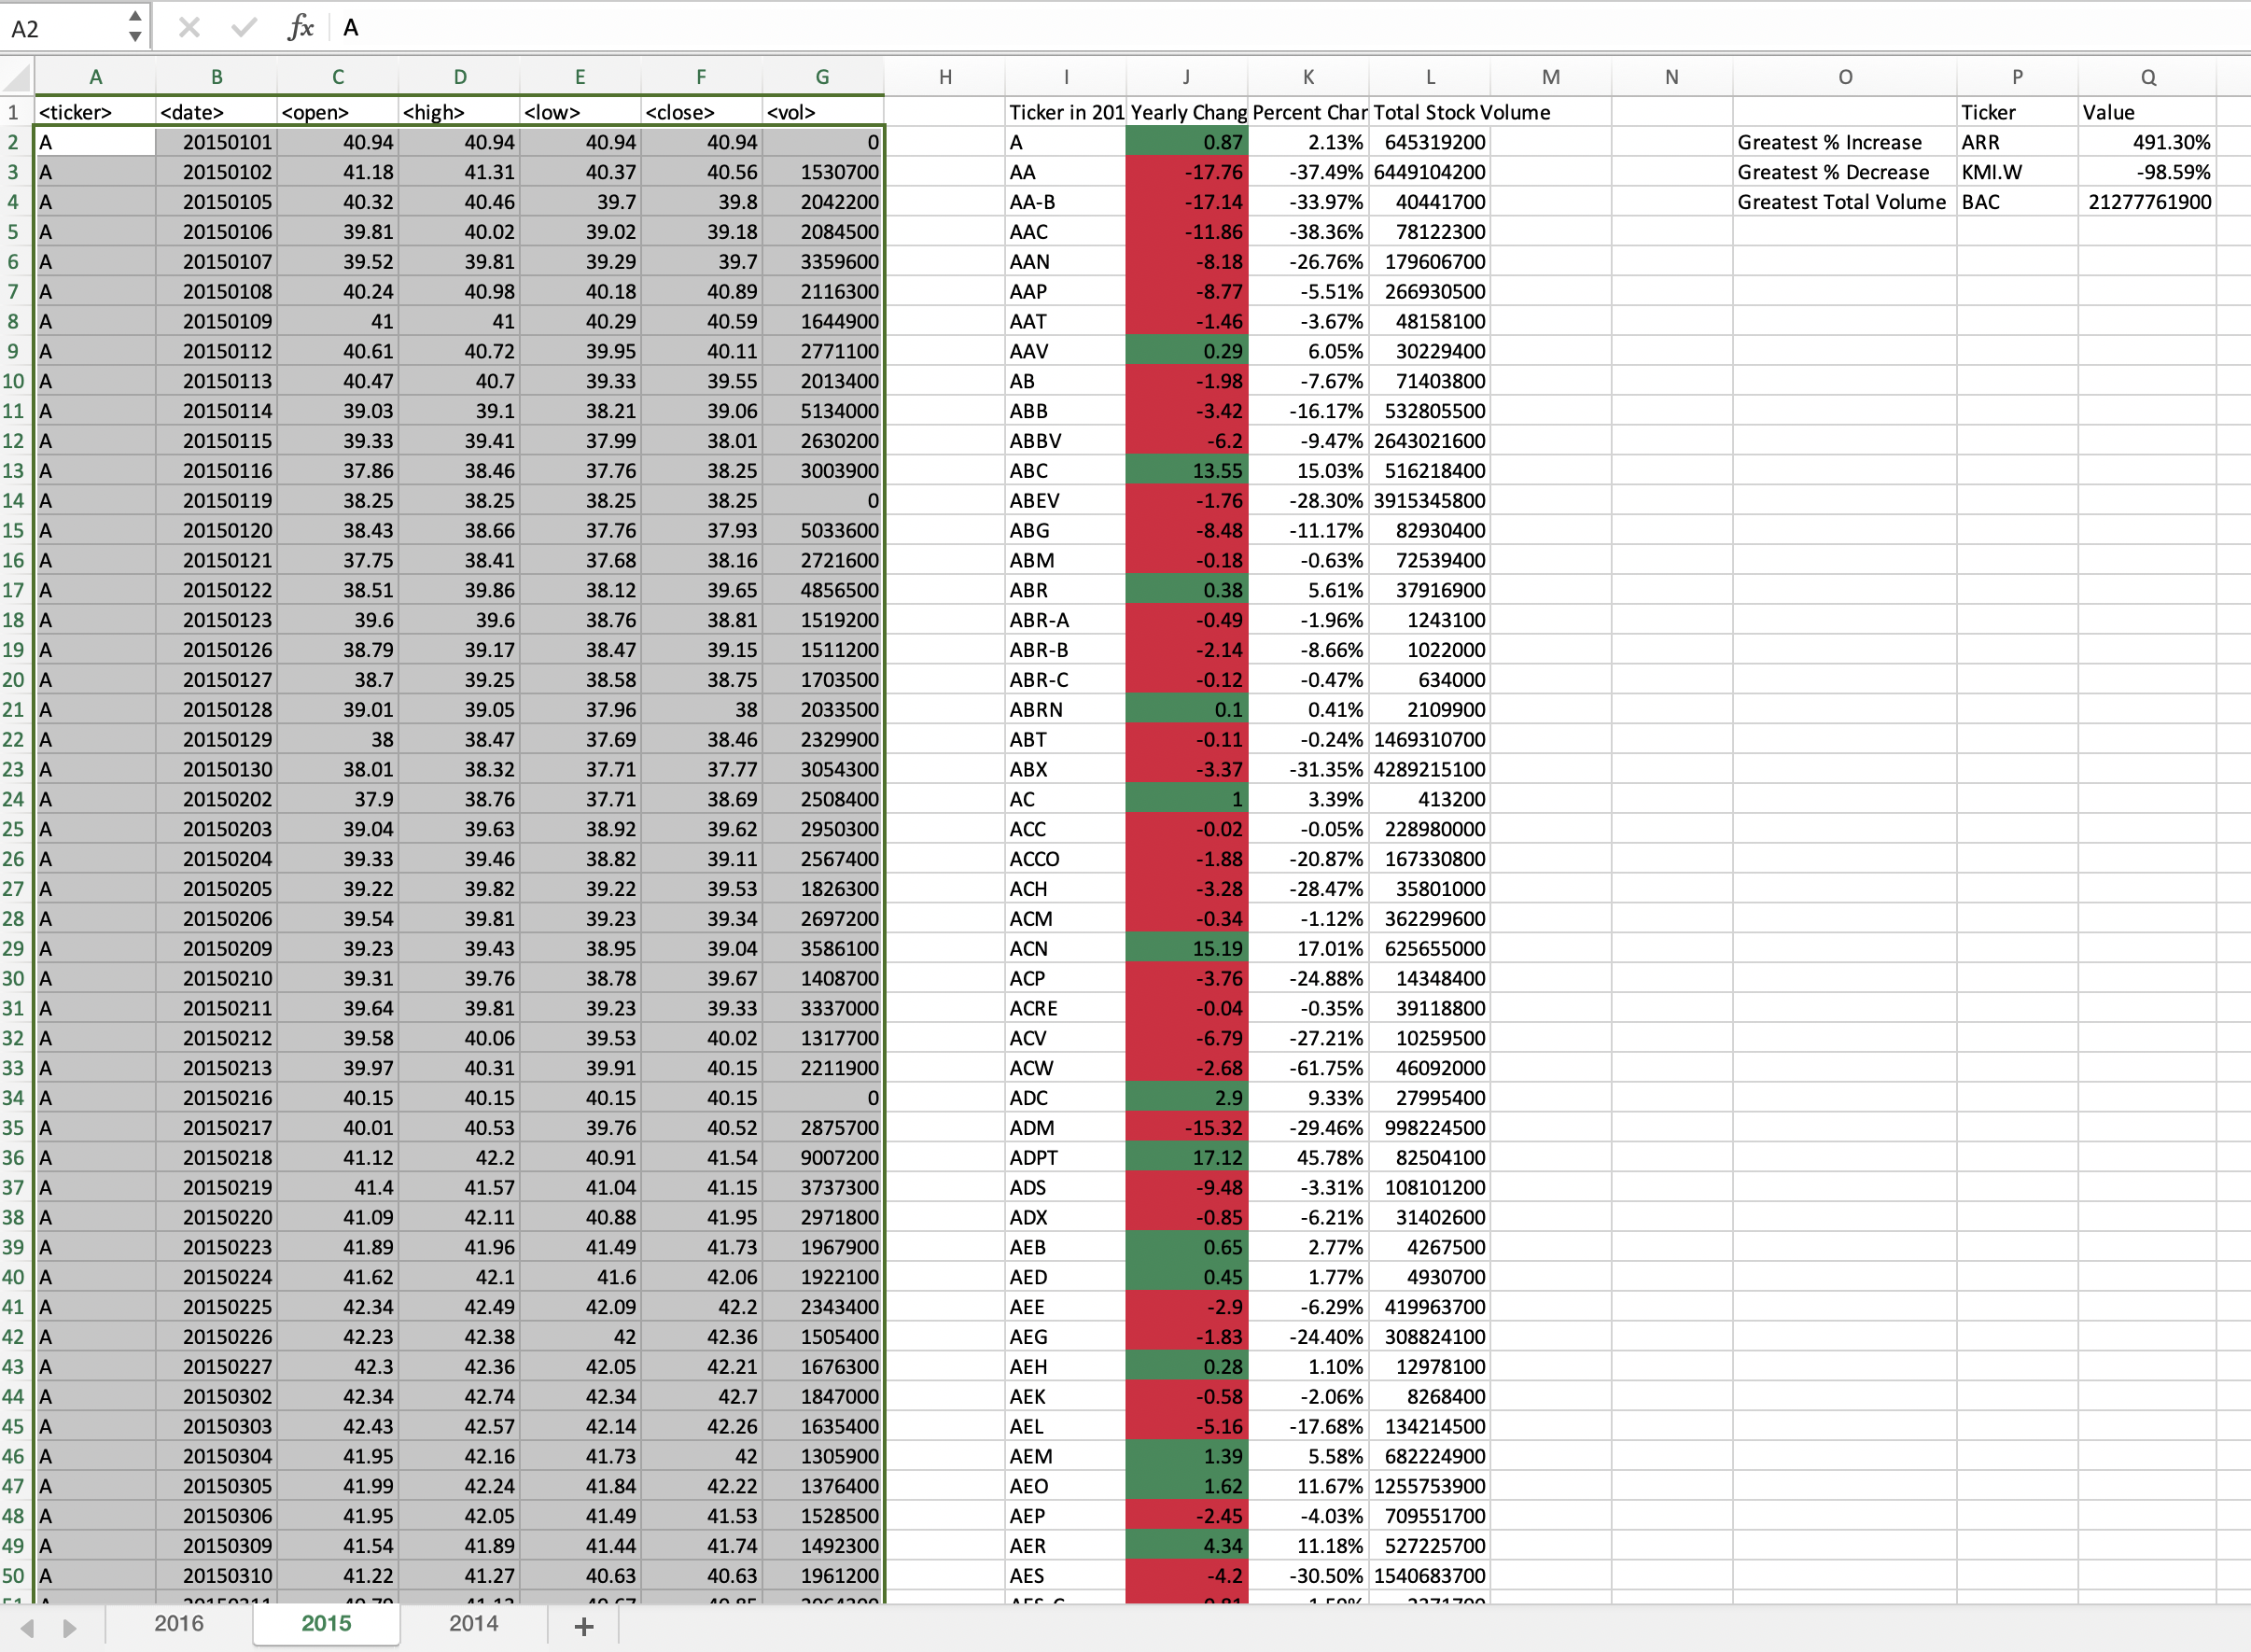 A2 fx A
A B C D E F G H I J K L M N O P Q
1 <ticker> <date> <open> <high> <low> <close> <vol> Ticker in 201 Yearly Chang Percent Char Total Stock Volume Ticker Value
2 A 20150101 40.94 40.94 40.94 40.94 0 A 0.87 2.13% 645319200 Greatest % Increase ARR 491.30%
3 A 20150102 41.18 41.31 40.37 40.56 1530700 AA -17.76 -37.49% 6449104200 Greatest % Decrease KMI.W -98.59%
4 A 20150105 40.32 40.46 39.7 39.8 2042200 AA-B -17.14 -33.97% 40441700 Greatest Total Volume BAC 21277761900
5 A 20150106 39.81 40.02 39.02 39.18 2084500 AAC -11.86 -38.36% 78122300
6 A 20150107 39.52 39.81 39.29 39.7 3359600 AAN -8.18 -26.76% 179606700
7 A 20150108 40.24 40.98 40.18 40.89 2116300 AAP -8.77 -5.51% 266930500
8 A 20150109 41 41 40.29 40.59 1644900 AAT -1.46 -3.67% 48158100
9 A 20150112 40.61 40.72 39.95 40.11 2771100 AAV 0.29 6.05% 30229400
10 A 20150113 40.47 40.7 39.33 39.55 2013400 AB -1.98 -7.67% 71403800
11 A 20150114 39.03 39.1 38.21 39.06 5134000 ABB -3.42 -16.17% 532805500
12 A 20150115 39.33 39.41 37.99 38.01 2630200 ABBV -6.2 -9.47% 2643021600
13 A 20150116 37.86 38.46 37.76 38.25 3003900 ABC 13.55 15.03% 516218400
14 A 20150119 38.25 38.25 38.25 38.25 0 ABEV -1.76 -28.30% 3915345800
15 A 20150120 38.43 38.66 37.76 37.93 5033600 ABG -8.48 -11.17% 82930400
16 A 20150121 37.75 38.41 37.68 38.16 2721600 ABM -0.18 -0.63% 72539400
17 A 20150122 38.51 39.86 38.12 39.65 4856500 ABR 0.38 5.61% 37916900
18 A 20150123 39.6 39.6 38.76 38.81 1519200 ABR-A -0.49 -1.96% 1243100
19 A 20150126 38.79 39.17 38.47 39.15 1511200 ABR-B -2.14 -8.66% 1022000
20 A 20150127 38.7 39.25 38.58 38.75 1703500 ABR-C -0.12 -0.47% 634000
21 A 20150128 39.01 39.05 37.96 38 2033500 ABRN 0.1 0.41% 2109900
22 A 20150129 38 38.47 37.69 38.46 2329900 ABT -0.11 -0.24% 1469310700
23 A 20150130 38.01 38.32 37.71 37.77 3054300 ABX -3.37 -31.35% 4289215100
24 A 20150202 37.9 38.76 37.71 38.69 2508400 AC 1 3.39% 413200
25 A 20150203 39.04 39.63 38.92 39.62 2950300 ACC -0.02 -0.05% 228980000
26 A 20150204 39.33 39.46 38.82 39.11 2567400 ACCO -1.88 -20.87% 167330800
27 A 20150205 39.22 39.82 39.22 39.53 1826300 ACH -3.28 -28.47% 35801000
28 A 20150206 39.54 39.81 39.23 39.34 2697200 ACM -0.34 -1.12% 362299600
29 A 20150209 39.23 39.43 38.95 39.04 3586100 ACN 15.19 17.01% 625655000
30 A 20150210 39.31 39.76 38.78 39.67 1408700 ACP -3.76 -24.88% 14348400
31 A 20150211 39.64 39.81 39.23 39.33 3337000 ACRE -0.04 -0.35% 39118800
32 A 20150212 39.58 40.06 39.53 40.02 1317700 ACV -6.79 -27.21% 10259500
33 A 20150213 39.97 40.31 39.91 40.15 2211900 ACW -2.68 -61.75% 46092000
34 A 20150216 40.15 40.15 40.15 40.15 0 ADC 2.9 9.33% 27995400
35 A 20150217 40.01 40.53 39.76 40.52 2875700 ADM -15.32 -29.46% 998224500
36 A 20150218 41.12 42.2 40.91 41.54 9007200 ADPT 17.12 45.78% 82504100
37 A 20150219 41.4 41.57 41.04 41.15 3737300 ADS -9.48 -3.31% 108101200
38 A 20150220 41.09 42.11 40.88 41.95 2971800 ADX -0.85 -6.21% 31402600
39 A 20150223 41.89 41.96 41.49 41.73 1967900 AEB 0.65 2.77% 4267500
40 A 20150224 41.62 42.1 41.6 42.06 1922100 AED 0.45 1.77% 4930700
41 A 20150225 42.34 42.49 42.09 42.2 2343400 AEE -2.9 -6.29% 419963700
42 A 20150226 42.23 42.38 42 42.36 1505400 AEG -1.83 -24.40% 308824100
43 A 20150227 42.3 42.36 42.05 42.21 1676300 AEH 0.28 1.10% 12978100
44 A 20150302 42.34 42.74 42.34 42.7 1847000 AEK -0.58 -2.06% 8268400
45 A 20150303 42.43 42.57 42.14 42.26 1635400 AEL -5.16 -17.68% 134214500
46 A 20150304 41.95 42.16 41.73 42 1305900 AEM 1.39 5.58% 682224900
47 A 20150305 41.99 42.24 41.84 42.22 1376400 AEO 1.62 11.67% 1255753900
48 A 20150306 41.95 42.05 41.49 41.53 1528500 AEP -2.45 -4.03% 709551700
49 A 20150309 41.54 41.89 41.44 41.74 1492300 AER 4.34 11.18% 527225700
50 A 20150310 41.22 41.27 40.63 40.63 1961200 AES -4.2 -30.50% 1540683700
2016 2015 2014